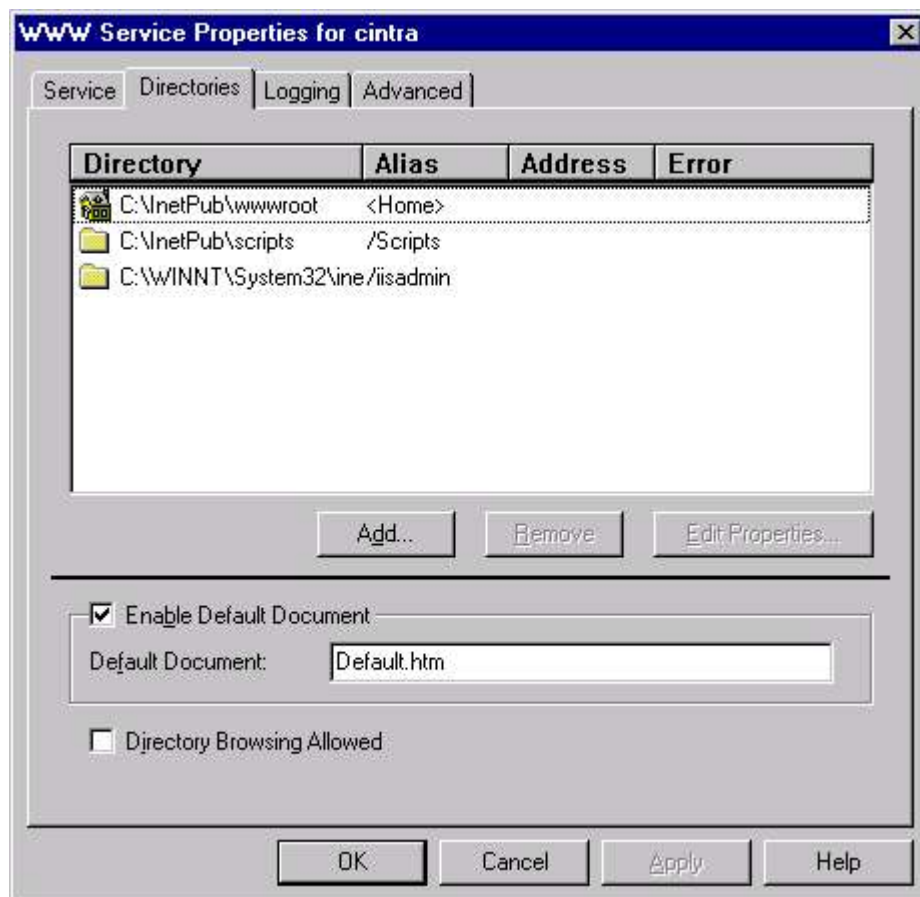 WWW Service Properties for cintra
Service Directories Logging Advanced
Directory Alias Address Error
C:\InetPub\wwwroot <Home>
C:\InetPub\scripts /Scripts
C:\WINNT\System32\ine /iisadmin
Add... Remove Edit Properties...
Enable Default Document
Default Document: Default.htm
Directory Browsing Allowed
OK Cancel Apply Help